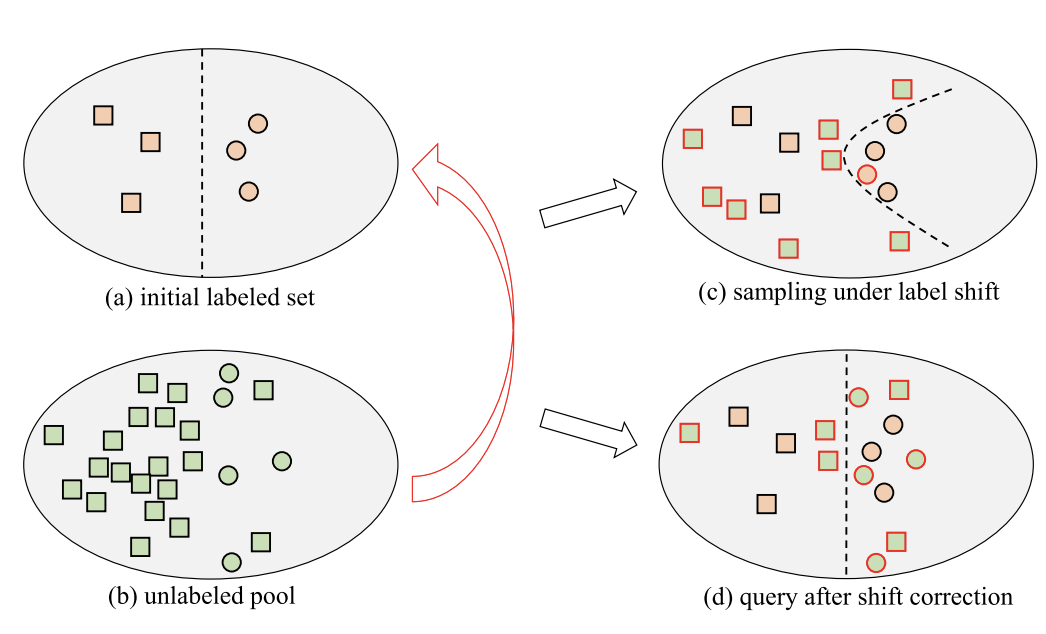 (a) initial labeled set
(c) sampling under label shift
(b) unlabeled pool
(d) query after shift correction